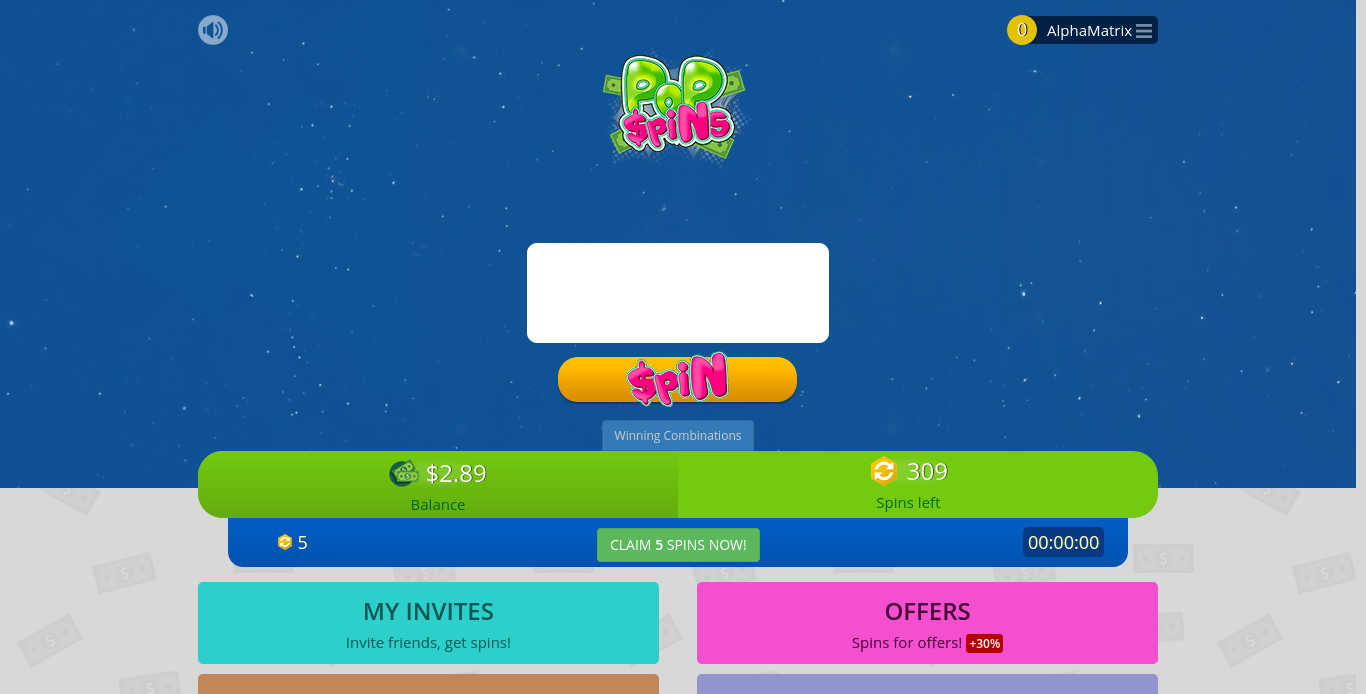 0 AlphaMatrix
POP
$piNs
$piN
Winning Combinations
$2.89
Balance
309
Spins left
5
CLAIM 5 SPINS NOW!
00:00:00
MY INVITES
Invite friends, get spins!
OFFERS
Spins for offers! +30%